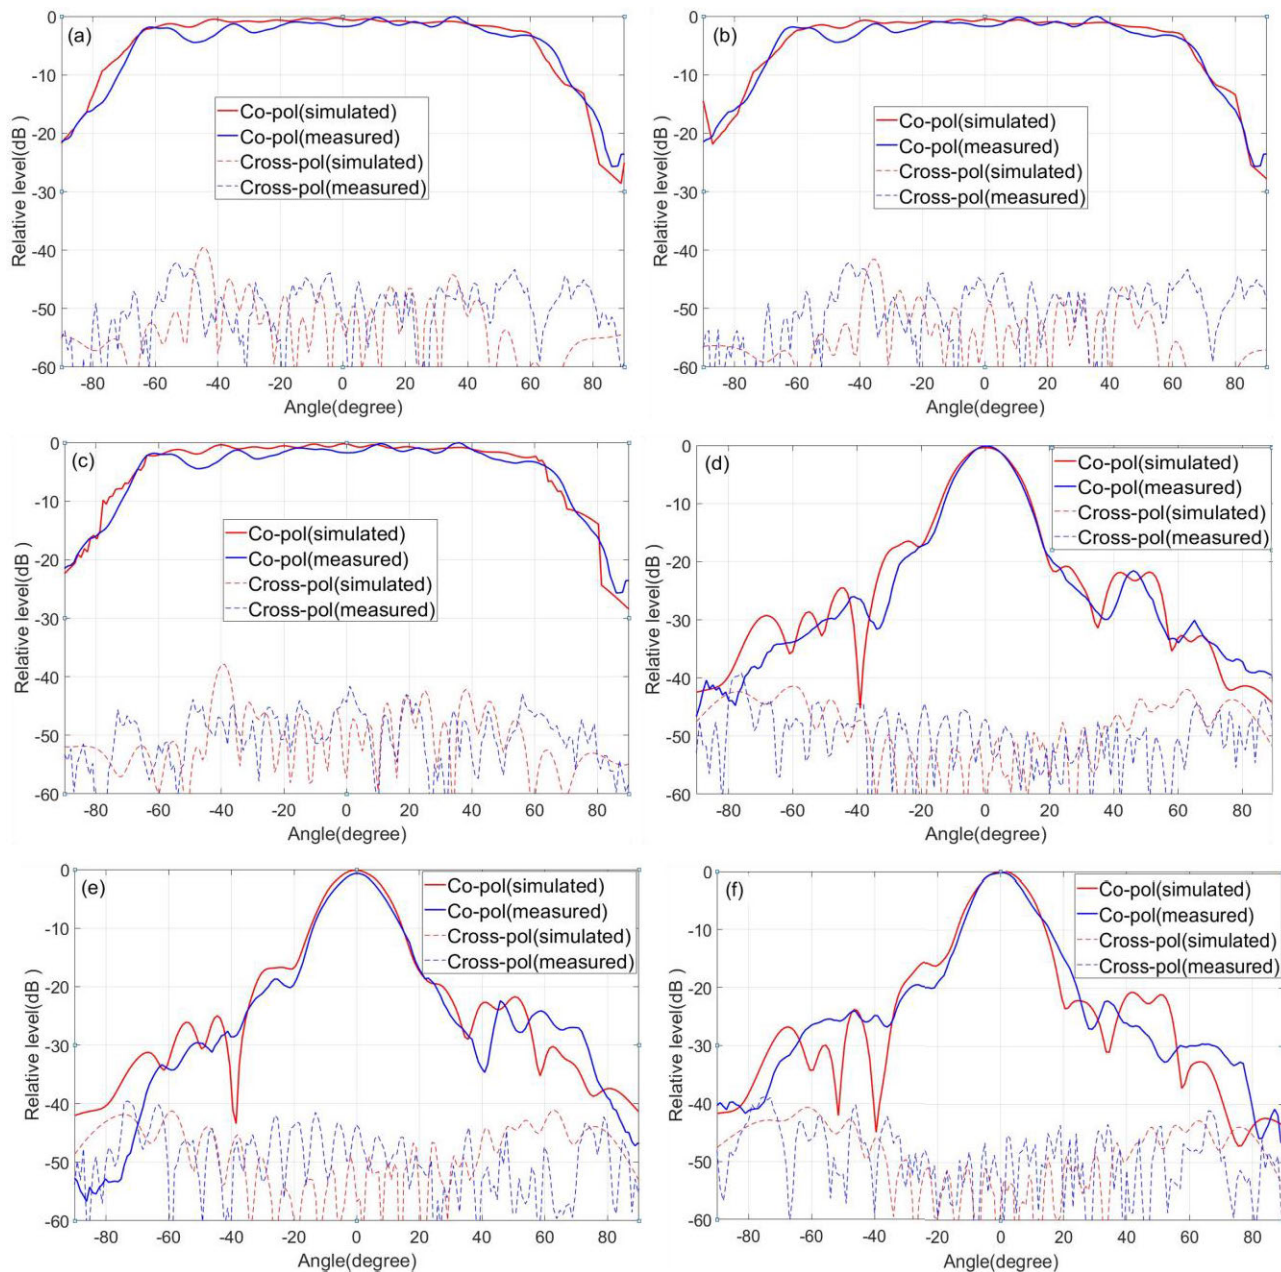 (a)
0
-10
-20
-30
-40
-50
-60
Relative level(dB)
Co-pol(simulated)
Co-pol(measured)
Cross-pol(simulated)
Cross-pol(measured)
-80 -60 -40 -20 0 20 40 60 80
Angle(degree)
(b)
0
-10
-20
-30
-40
-50
-60
Relative level(dB)
Co-pol(simulated)
Co-pol(measured)
Cross-pol(simulated)
Cross-pol(measured)
-80 -60 -40 -20 0 20 40 60 80
Angle(degree)
(c)
0
-10
-20
-30
-40
-50
-60
Relative level(dB )
Co-pol(simulated)
Co-pol(measured)
Cross-pol(simulated)
Cross-pol(measured)
-80 -60 -40 -20 0 20 40 60 80
Angle(degree)
(d)
0
-10
-20
-30
-40
-50
-60
Relative level(dB )
Co-pol(simulated)
Co-pol(measured)
Cross-pol(simulated)
Cross-pol(measured)
-80 -60 -40 -20 0 20 40 60 80
Angle(degree)
(e)
0
-10
-20
-30
-40
-50
-60
Relative level(dB )
Co-pol(simulated)
Co-pol(measured)
Cross-pol(simulated)
Cross-pol(measured)
-80 -60 -40 -20 0 20 40 60 80
Angle(degree)
(f)
0
-10
-20
-30
-40
-50
-60
Relative level(dB )
Co-pol(simulated)
Co-pol(measured)
Cross-pol(simulated)
Cross-pol(measured)
-80 -60 -40 -20 0 20 40 60 80
Angle(degree)